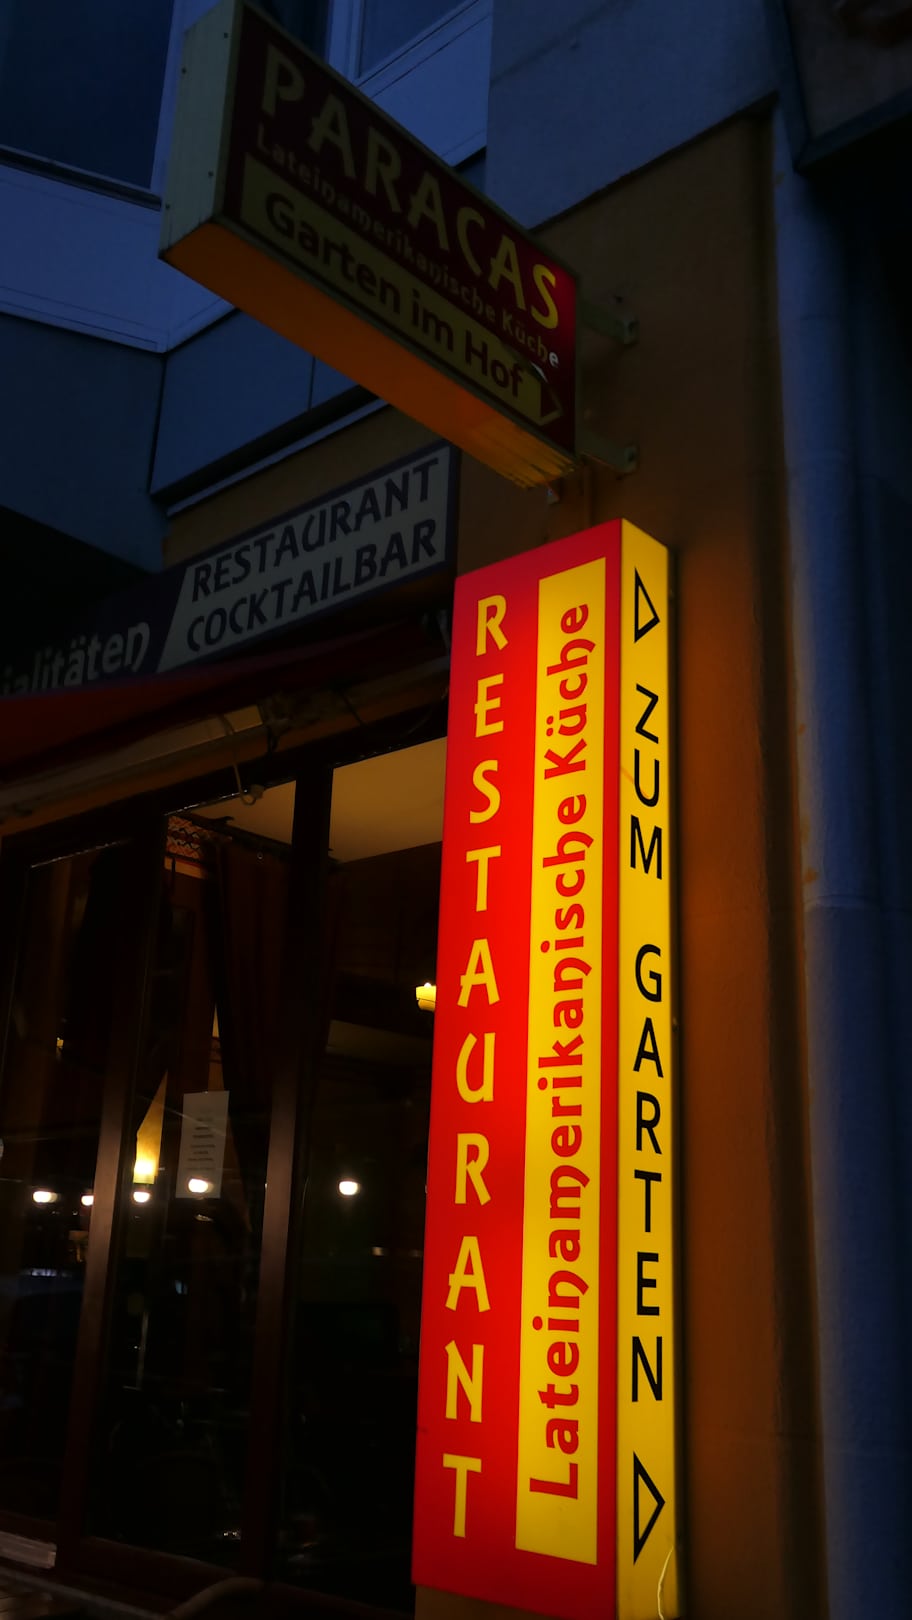 PARACAS
Lateinamerikanische Küche
Garten im Hof
RESTAURANT
COCKTAILBAR
RESTAURANT
Lateinamerikanische Küche
ZUM GARTEN